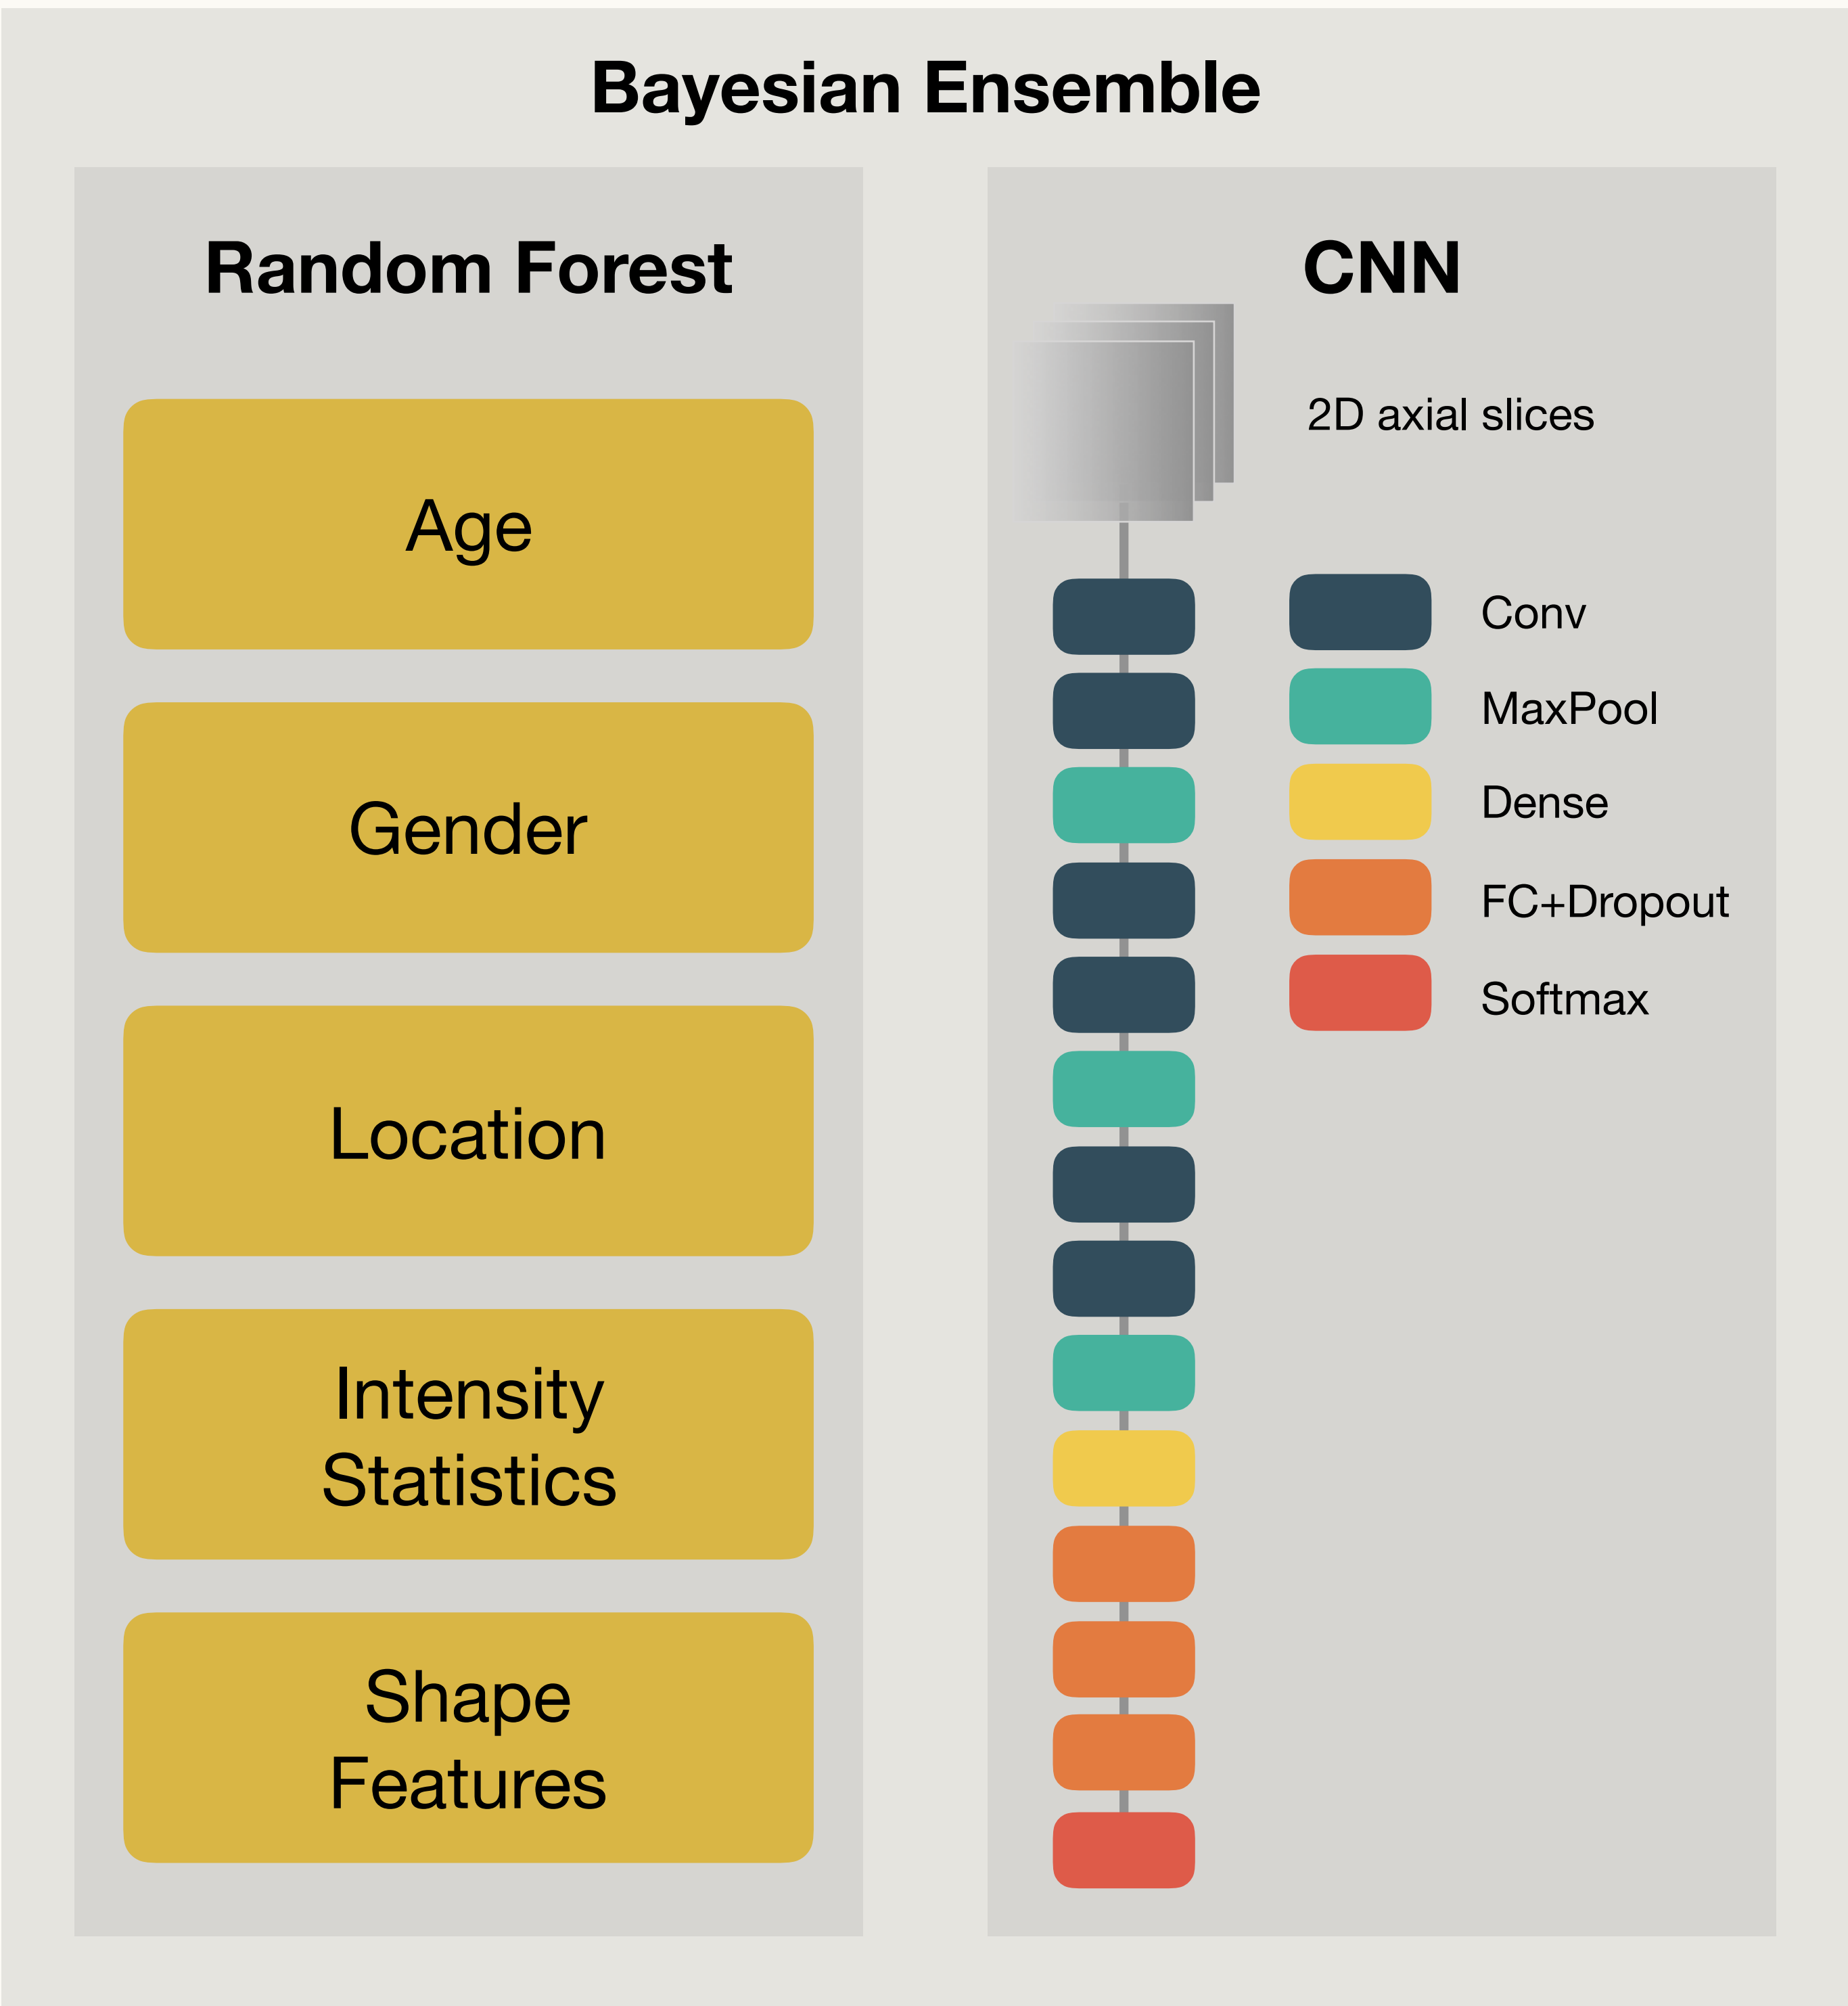 Bayesian Ensemble
Random Forest
Age
Gender
Location
Intensity
Statistics
Shape
Features
CNN
2D axial slices
Conv
MaxPool
Dense
FC+Dropout
Softmax